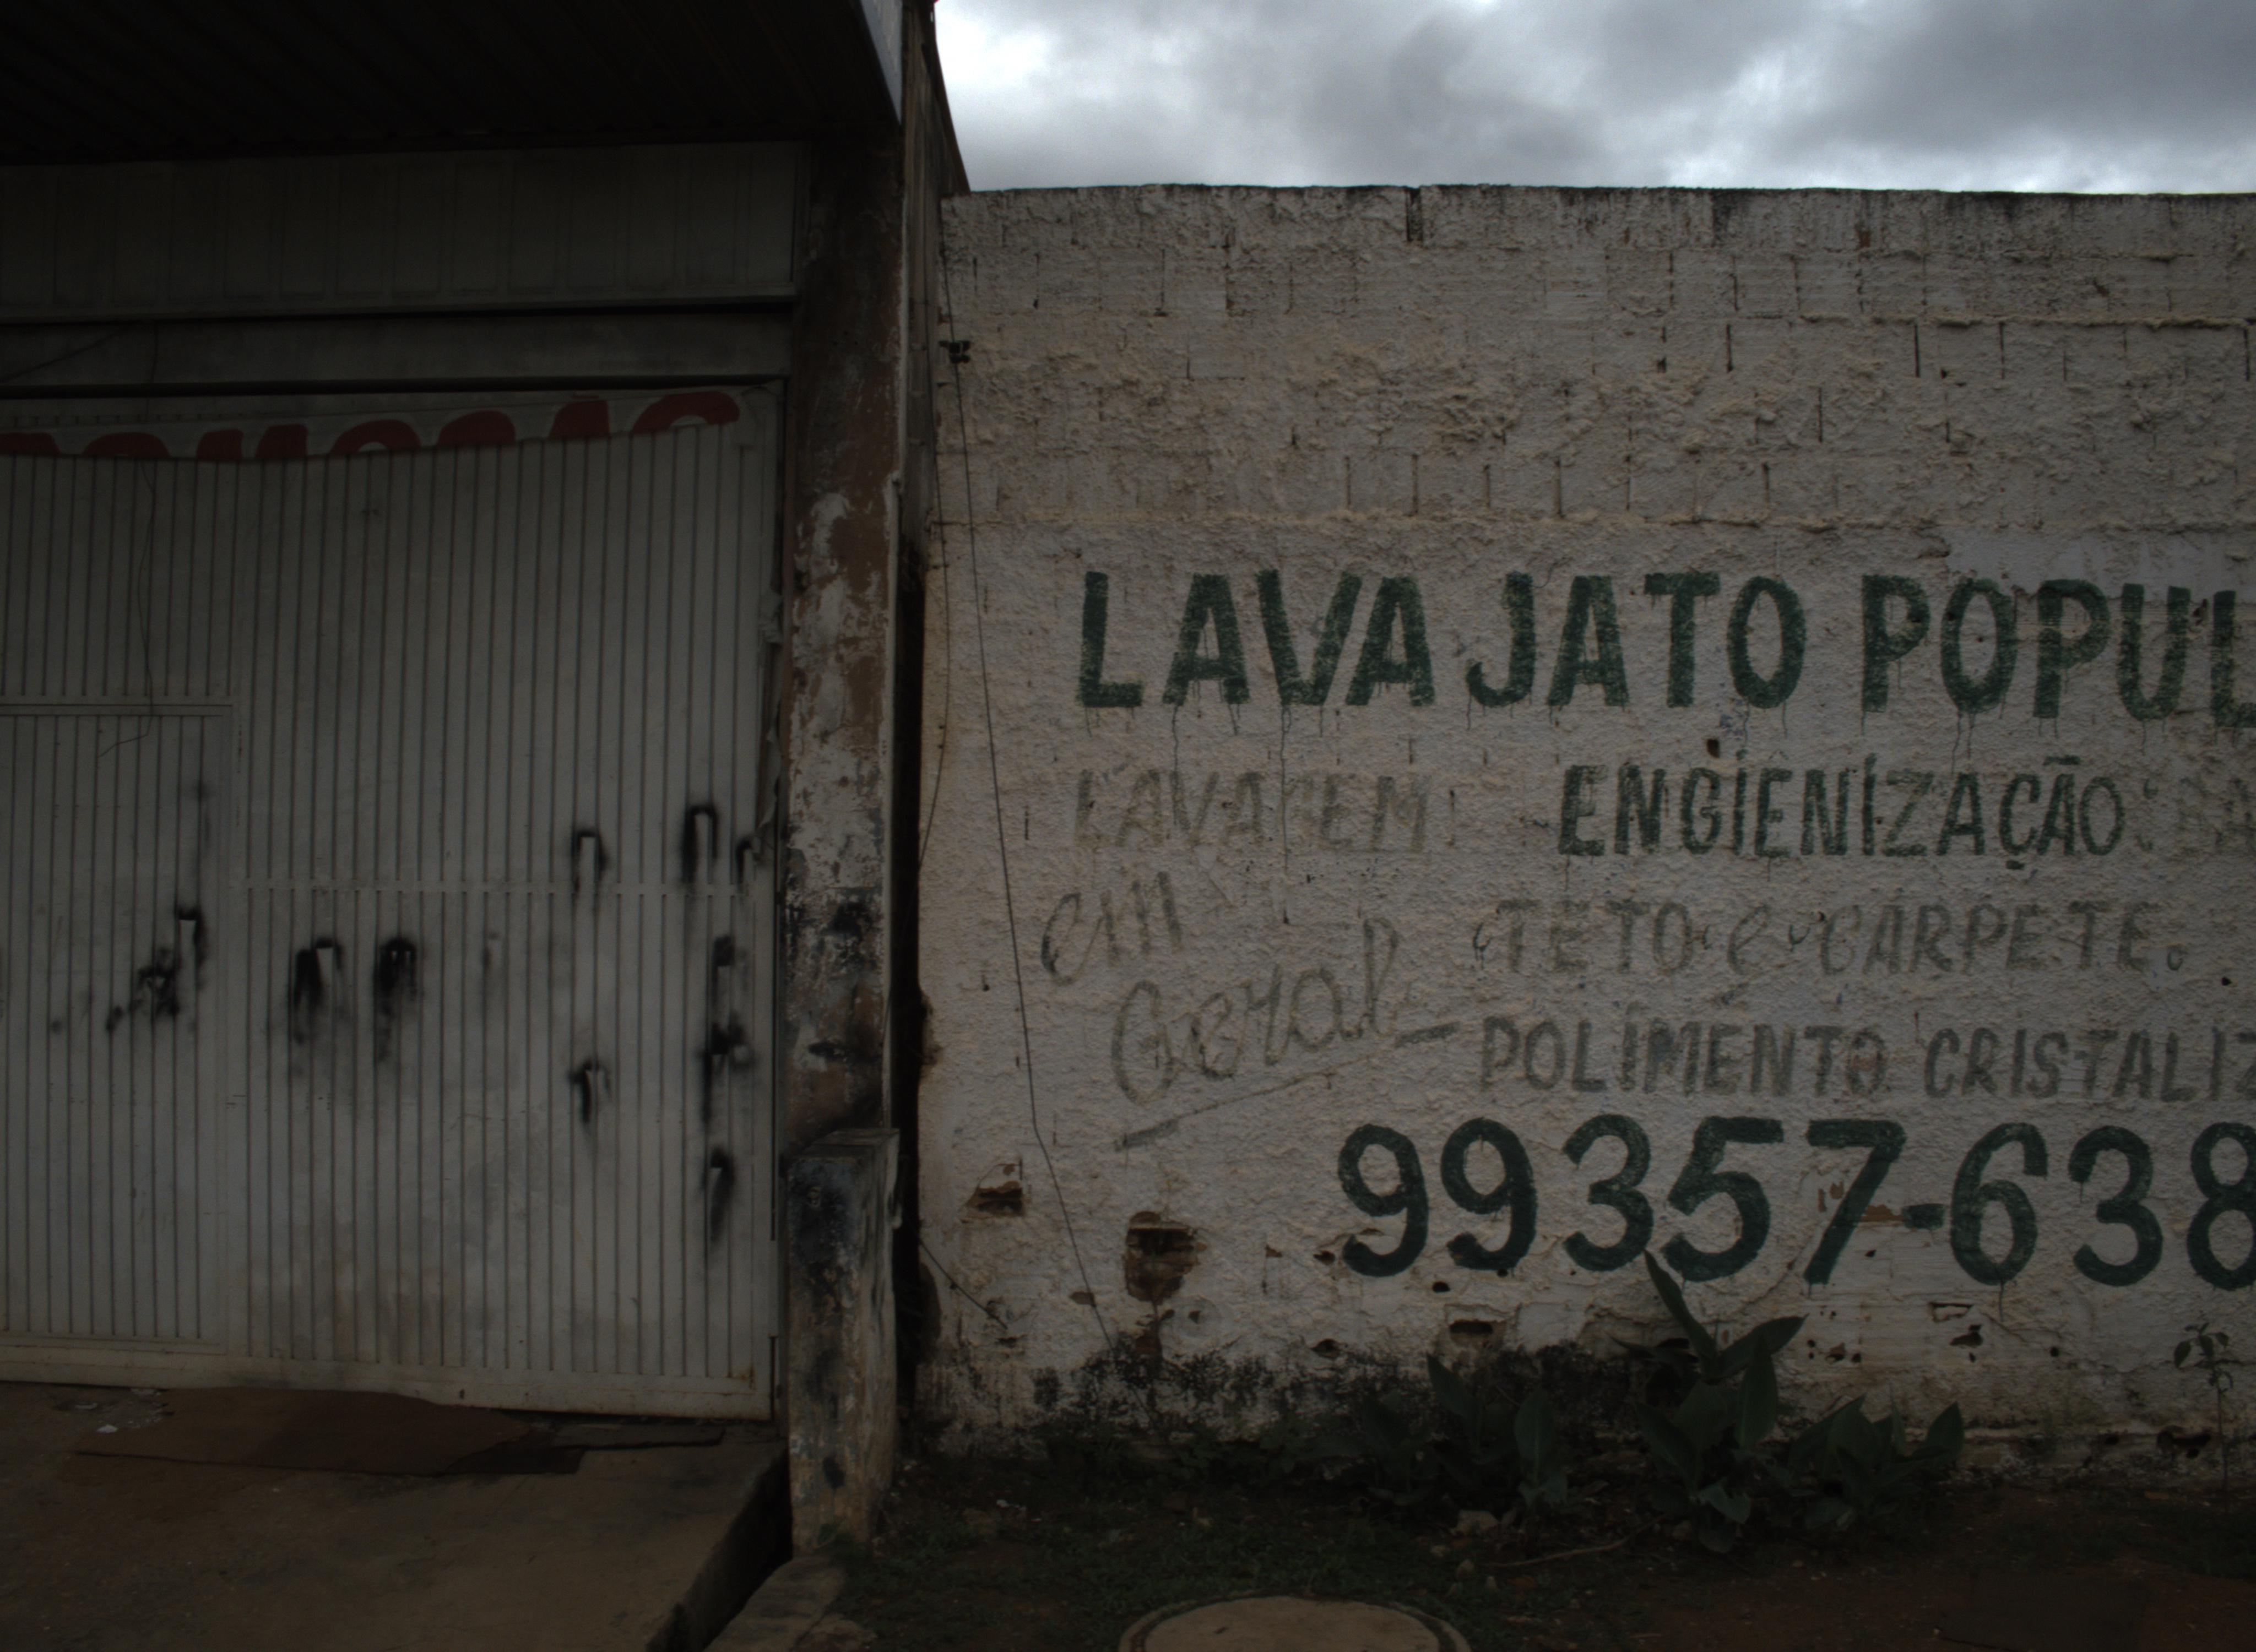 LAVA JATO POPUL
LAVAGEM ENGIENIZAÇÃO
em TETO e CARPETE.
Geral
POLIMENTO CRISTALIZ
99357-638